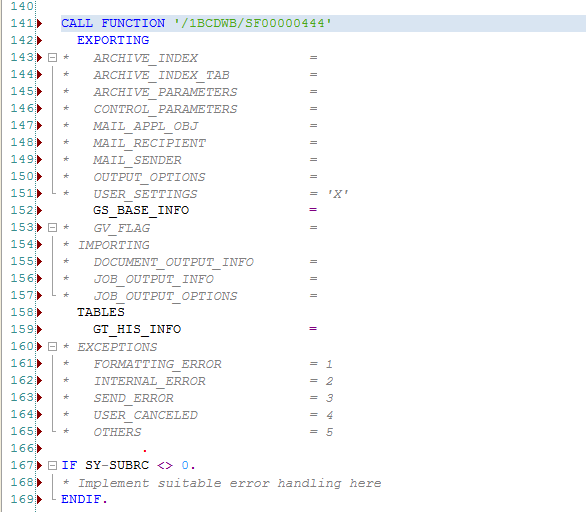 140
141 CALL FUNCTION '/1BCDWB/SF00000444'
142 EXPORTING
143 * ARCHIVE_INDEX =
144 * ARCHIVE_INDEX_TAB =
145 * ARCHIVE_PARAMETERS =
146 * CONTROL_PARAMETERS =
147 * MAIL_APPL_OBJ =
148 * MAIL_RECIPIENT =
149 * MAIL_SENDER =
150 * OUTPUT_OPTIONS =
151 * USER_SETTINGS = 'X'
152 GS_BASE_INFO =
153 * GV_FLAG =
154 * IMPORTING
155 * DOCUMENT_OUTPUT_INFO =
156 * JOB_OUTPUT_INFO =
157 * JOB_OUTPUT_OPTIONS =
158 TABLES
159 GT_HIS_INFO =
160 * EXCEPTIONS
161 * FORMATTING_ERROR = 1
162 * INTERNAL_ERROR = 2
163 * SEND_ERROR = 3
164 * USER_CANCELED = 4
165 * OTHERS = 5
166 .
167 IF SY-SUBRC <> 0.
168 * Implement suitable error handling here
169 ENDIF.